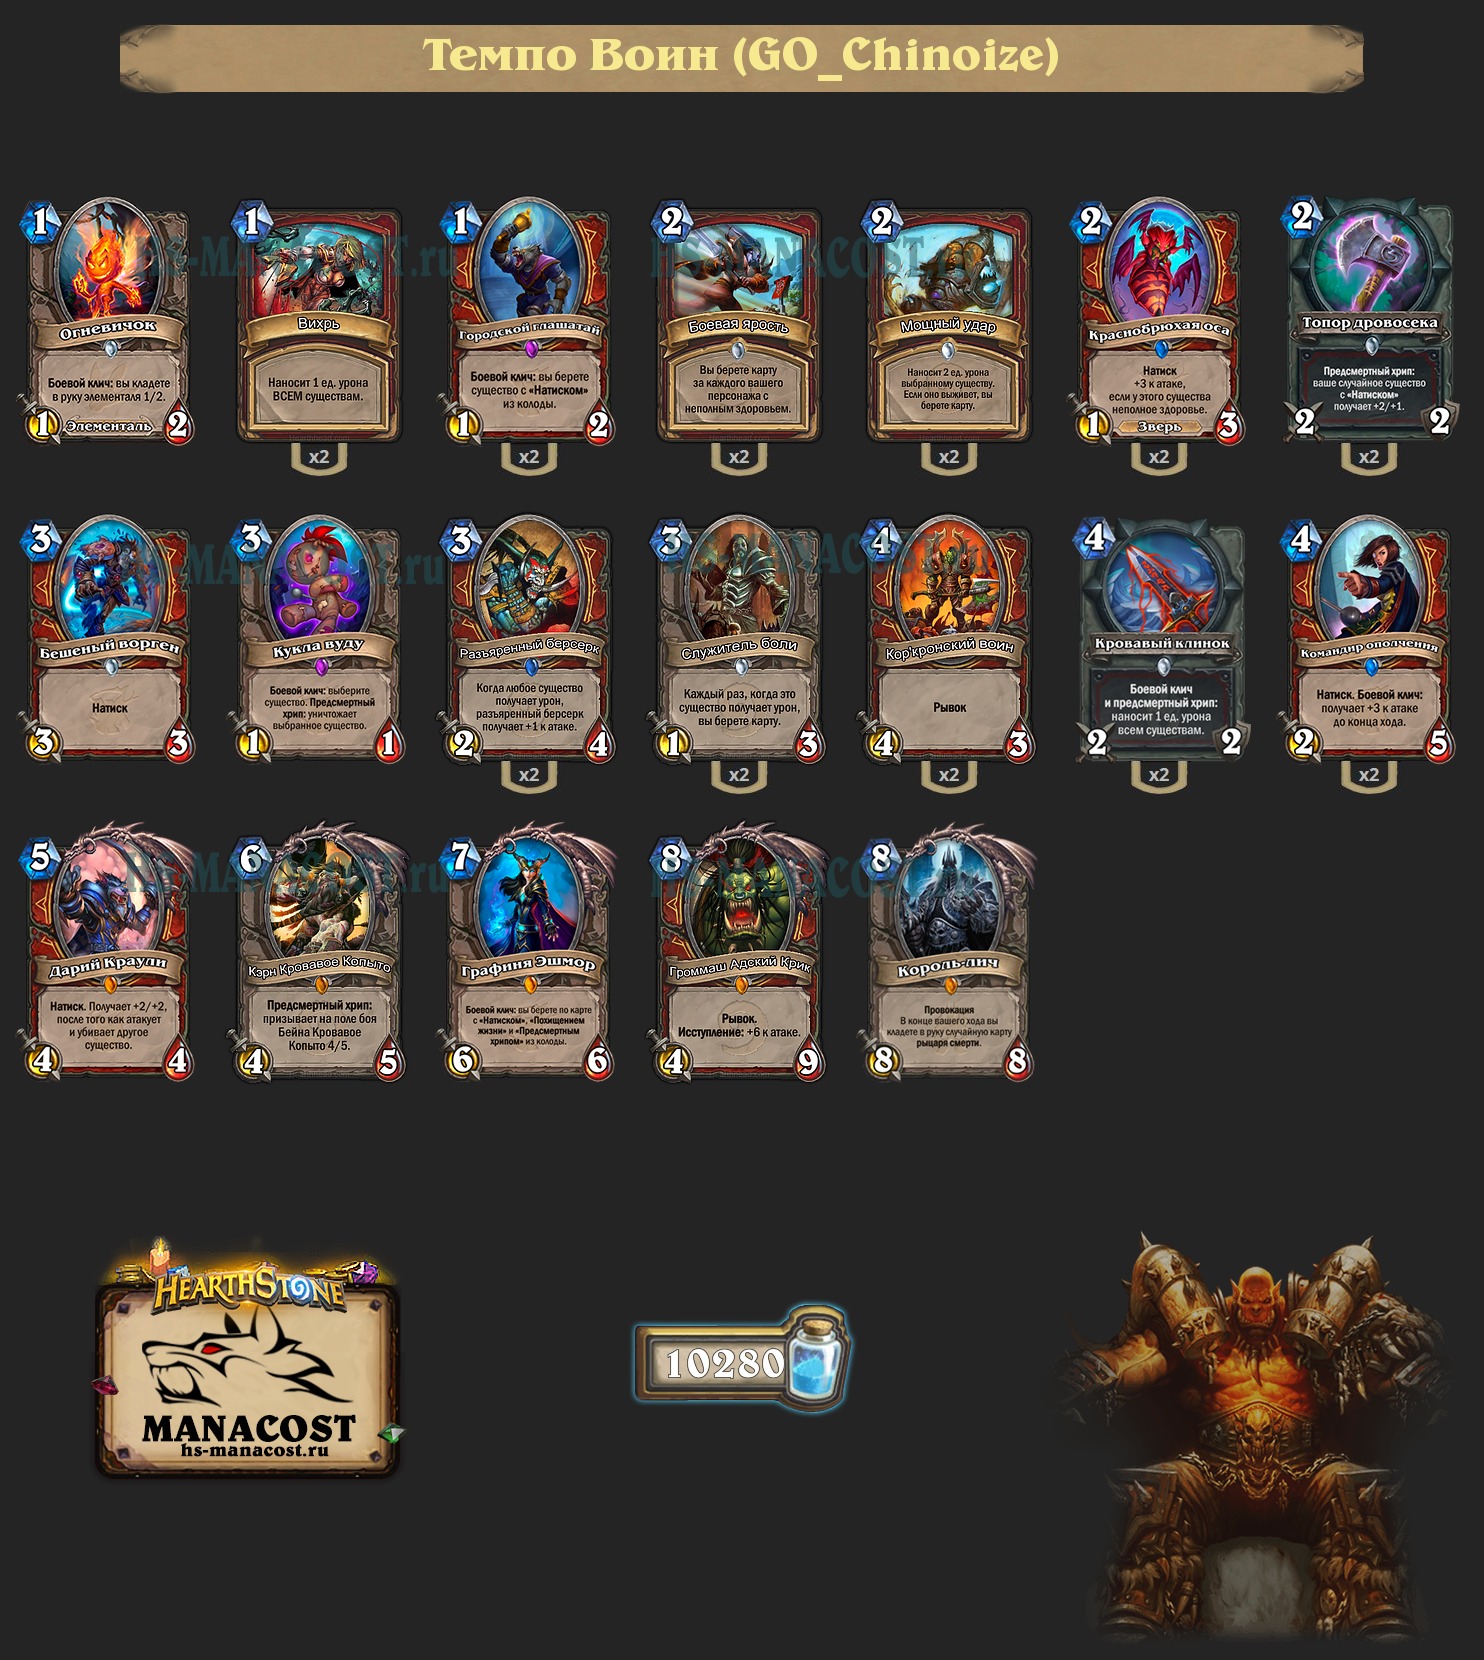 Темпо Воин (GO_Chinoize)
1
Огневичок
Боевой клич: вы кладете
в руку элементаля 1/2.
1 Элементаль 2
1
Вихрь
Наносит 1 ед. урона
ВСЕМ существам.
x2
1
Городской глашатай
Боевой клич: вы берете
существо с «Натиском»
из колоды.
1 2
x2
2
Боевая ярость
Вы берете карту
за каждого вашего
персонажа с
неполным здоровьем.
x2
2
Мощный удар
Наносит 2 ед. урона
выбранному существу.
Если оно выживет, вы
берете карту.
x2
2
Краснобрюхая оса
Натиск
+3 к атаке,
если у этого существа
неполное здоровье.
1 Зверь 3
x2
2
Топор дровосека
Предсмертный хрип:
ваше случайное существо
с «Натиском»
получает +2/+1.
2 2
x2
3
Бешеный ворген
Натиск
3 3
3
Кукла вуду
Боевой клич: выберите
существо. Предсмертный
хрип: уничтожает
выбранное существо.
1 1
3
Разъяренный берсерк
Когда любое существо
получает урон,
разъяренный берсерк
получает +1 к атаке.
2 4
x2
3
Служитель боли
Каждый раз, когда это
существо получает урон,
вы берете карту.
1 3
x2
4
Кор'кронский воин
Рывок
4 3
x2
4
Кровавый клинок
Боевой клич
и предсмертный хрип:
наносит 1 ед. урона
всем существам.
2 2
x2
4
Командир ополчения
Натиск. Боевой клич:
получает +3 к атаке
до конца хода.
2 5
x2
5
Дарий Краули
Натиск. Получает +2/+2,
после того как атакует
и убивает другое
существо.
4 4
6
Кэрн Кровавое Копыто
Предсмертный хрип:
призывает на поле боя
Бейна Кровавое
Копыто 4/5.
4 5
7
Графиня Эшмор
Боевой клич: вы берете по карте
с «Натиском», «Похищением
жизни» и «Предсмертным
хрипом» из колоды.
6 6
8
Громмаш Адский Крик
Рывок.
Исступление: +6 к атаке.
4 9
8
Король-лич
Провокация
В конце вашего хода вы
кладете в руку случайную карту
рыцаря смерти.
8 8
HEARTHSTONE
MANACOST
hs-manacost.ru
10280